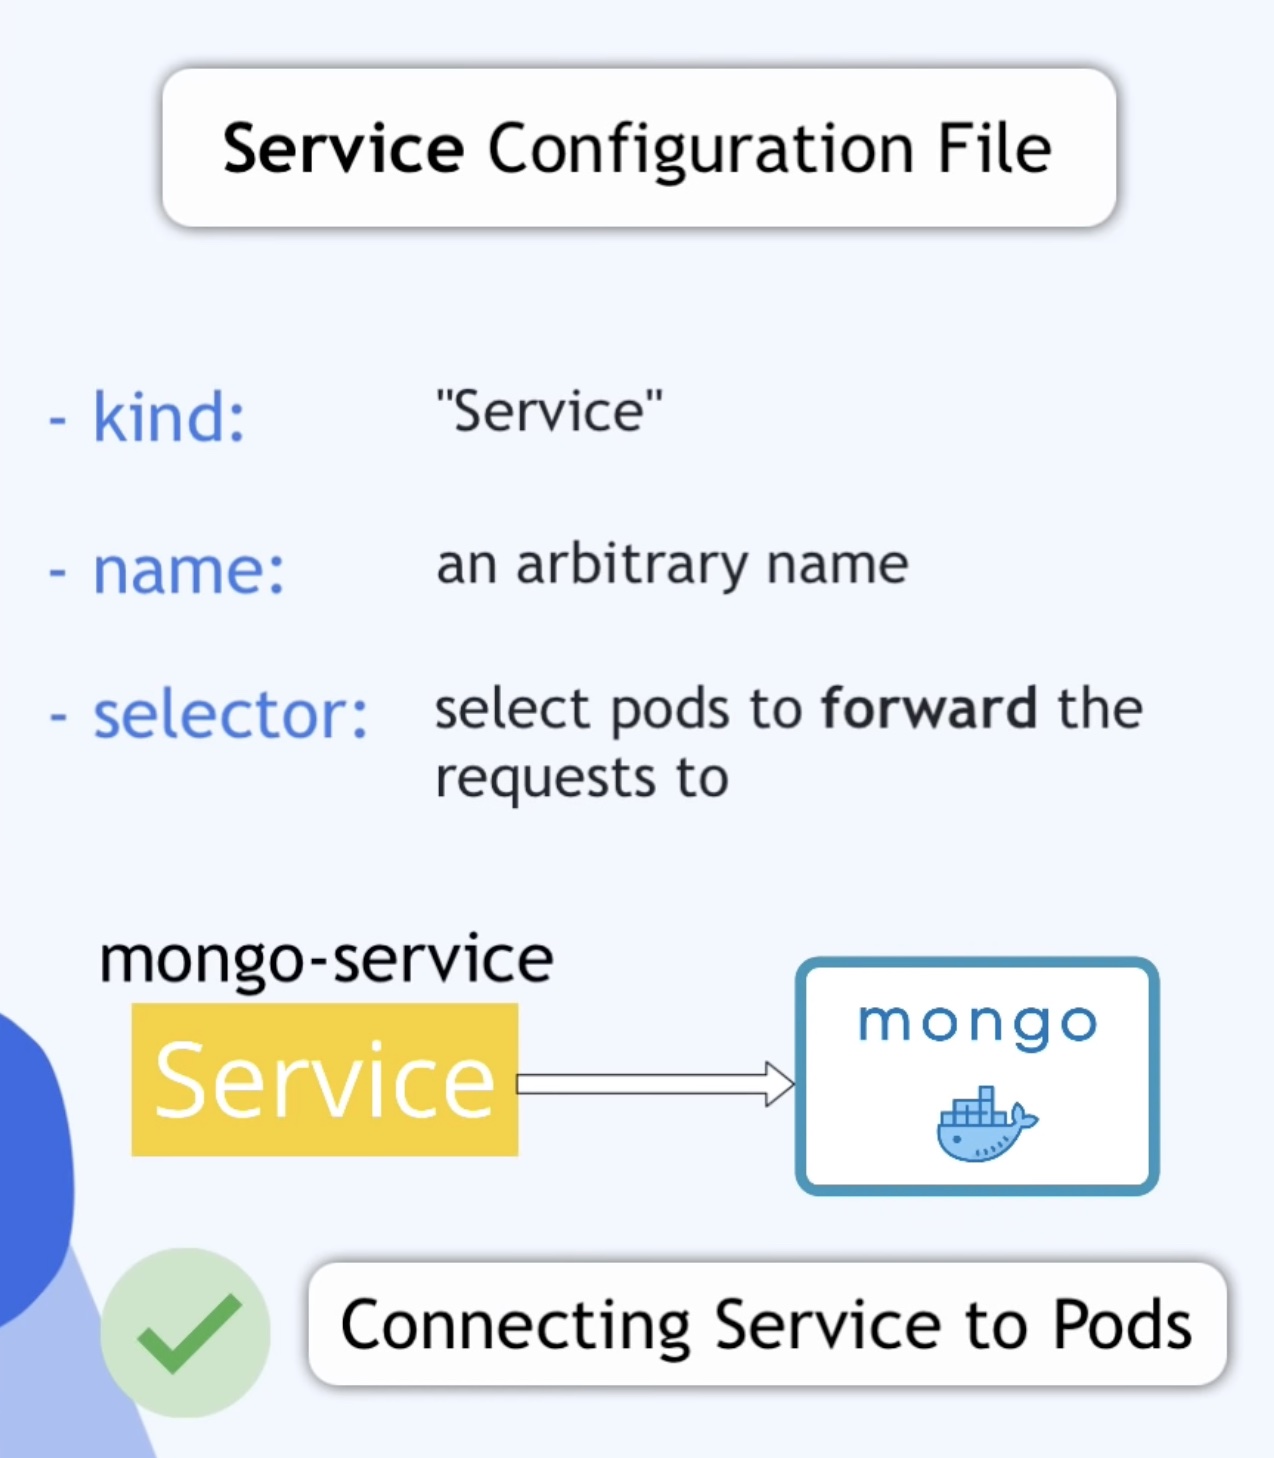 Service Configuration File
- kind: "Service"
- name: an arbitrary name
- selector: select pods to forward the
requests to
mongo-service
Service
mongo
Connecting Service to Pods